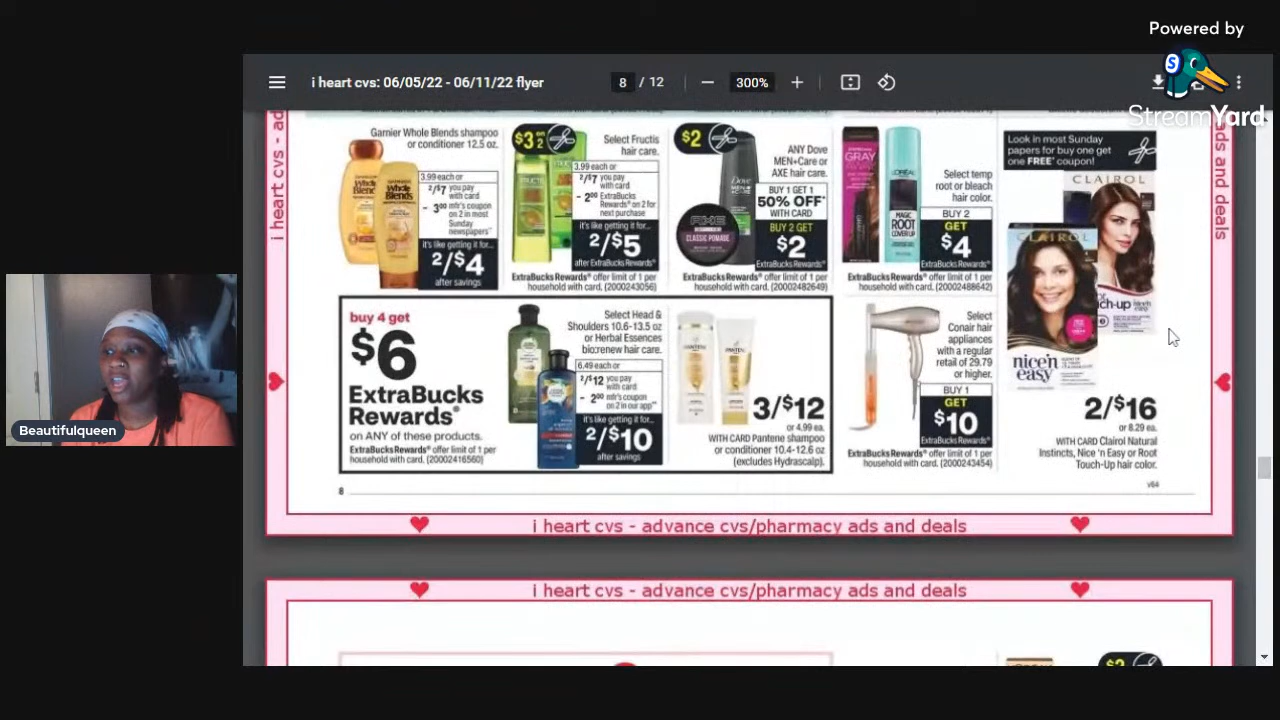 Powered by
StreamYard
i heart cvs: 06/05/22 - 06/11/22 flyer
8 / 12
300%
i heart cvs - ad
ads and deals
Garnier Whole Blends shampoo
or conditioner 12.5 oz.
3.99 each or
2/$7 you pay
with card
- 3.00 mfr's coupon
on 2 in most
Sunday
newspapers**
it's like getting it for...
2/$4
after savings
$3 on 2
Select Fructis
hair care.
3.99 each or
2/$7 you pay
with card
- 2.00 ExtraBucks
Rewards® on 2 for
next purchase
it's like getting it for...
2/$5
after ExtraBucks Rewards®
ExtraBucks Rewards® offer limit of 1 per
household with card. (2000243056)
$2
ANY Dove
MEN+Care or
AXE hair care.
BUY 1 GET 1
50% OFF*
WITH CARD
BUY 2 GET
$2
ExtraBucks Rewards®
ExtraBucks Rewards® offer limit of 1 per
household with card. (2000482649)
Select temp
root or bleach
hair color.
BUY 2
GET
$4
ExtraBucks Rewards®
ExtraBucks Rewards® offer limit of 1 per
household with card. (2000488642)
Look in most Sunday
papers for buy one get
one FREE* coupon!
CLAIROL
CLAIROL
nice'n
easy
2/$16
or 8.29 ea.
WITH CARD Clairol Natural
Instincts, Nice 'n Easy or Root
Touch-Up hair color.
buy 4 get
$6
ExtraBucks
Rewards®
on ANY of these products.
ExtraBucks Rewards® offer limit of 1 per
household with card. (2000416560)
Select Head &
Shoulders 10.6-13.5 oz
or Herbal Essences
bio:renew hair care.
6.49 each or
2/$12 you pay
with card
- 2.00 mfr's coupon
on 2 in our app**
it's like getting it for...
2/$10
after savings
3/$12
or 4.99 ea.
WITH CARD Pantene shampoo
or conditioner 10.4-12.6 oz
(excludes Hydrasculp).
Select
Conair hair
appliances
with a regular
retail of 29.79
or higher.
BUY 1
GET
$10
ExtraBucks Rewards®
ExtraBucks Rewards® offer limit of 1 per
household with card. (2000243454)
8
v64
i heart cvs - advance cvs/pharmacy ads and deals
i heart cvs - advance cvs/pharmacy ads and deals
$2
Beautifulqueen